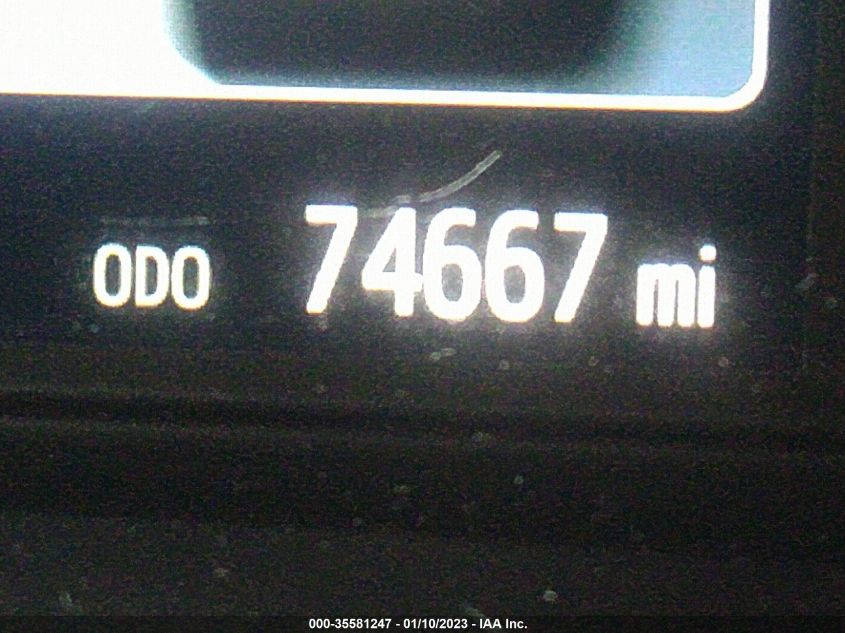 ODO 74667 mi
000-35581247 - 01/10/2023 - IAA Inc.